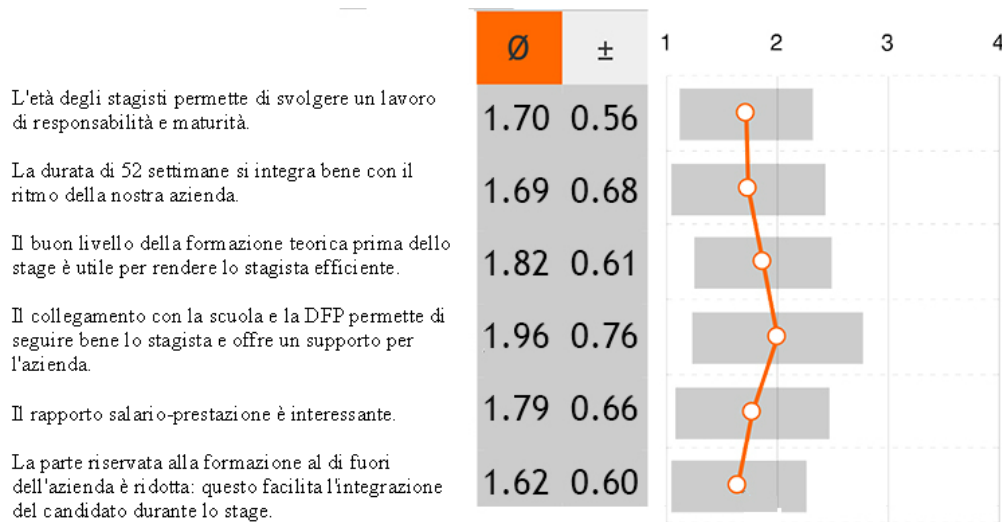 Ø ± 1 2 3 4
L'età degli stagisti permette di svolgere un lavoro
di responsabilità e maturità.
1.70 0.56
La durata di 52 settimane si integra bene con il
ritmo della nostra azienda.
1.69 0.68
Il buon livello della formazione teorica prima dello
stage è utile per rendere lo stagista efficiente.
1.82 0.61
Il collegamento con la scuola e la DFP permette di
seguire bene lo stagista e offre un supporto per
l'azienda.
1.96 0.76
Il rapporto salario-prestazione è interessante.
1.79 0.66
La parte riservata alla formazione al di fuori
dell'azienda è ridotta: questo facilita l'integrazione
del candidato durante lo stage.
1.62 0.60